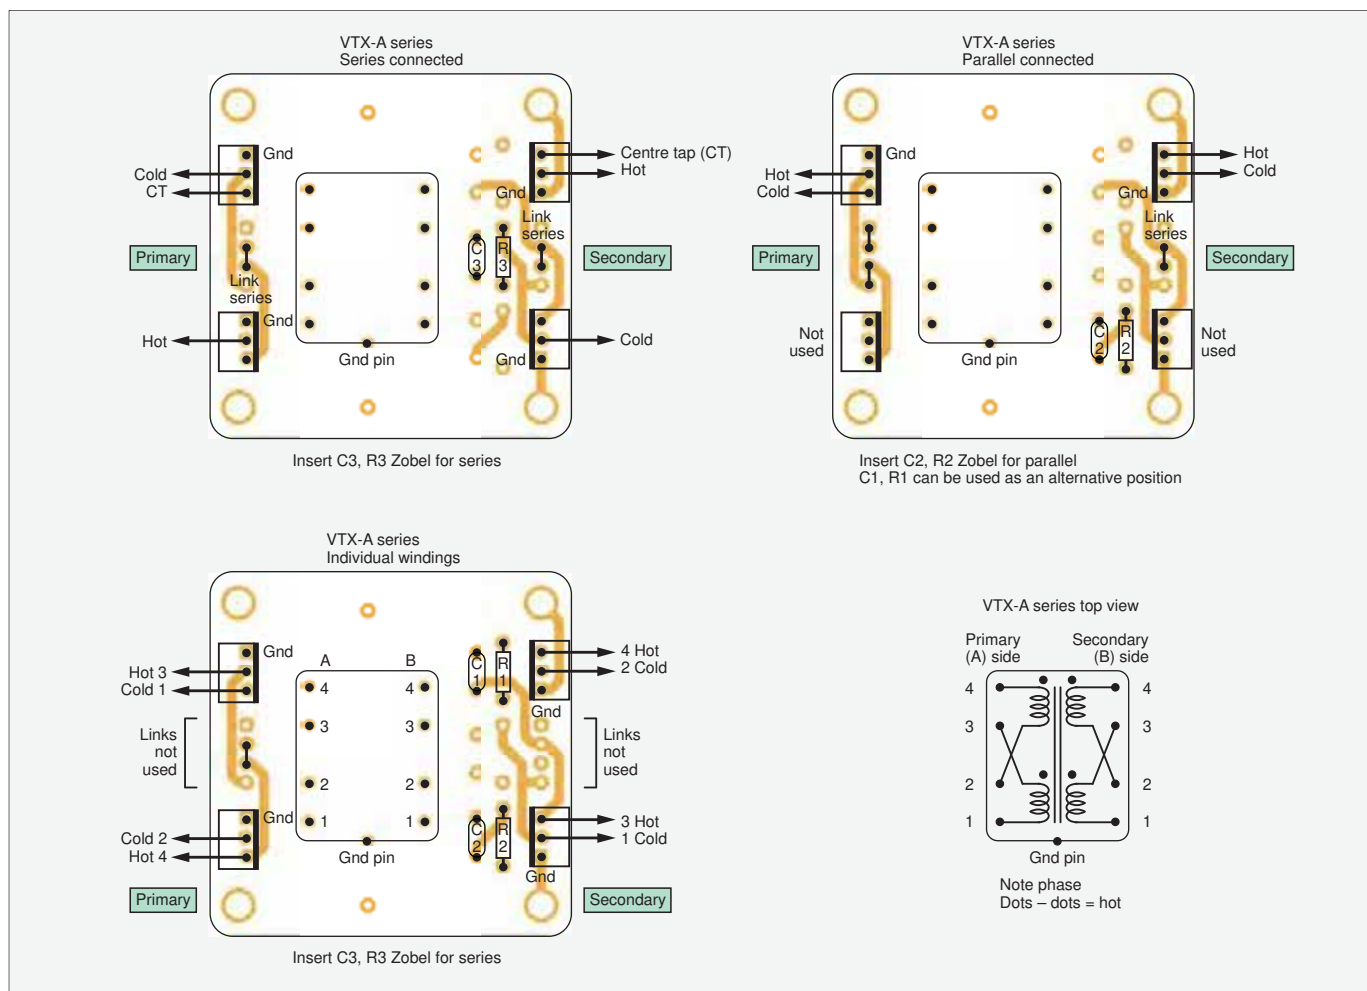 VTX-A series
Series connected
Gnd
Cold
CT
Centre tap (CT)
Hot
Gnd
Link
series
Primary
C
3
R
3
Secondary
Link
series
Gnd
Hot
Cold
Gnd
Gnd pin
Insert C3, R3 Zobel for series
VTX-A series
Parallel connected
Gnd
Hot
Cold
Hot
Cold
Gnd
Link
series
Primary
Secondary
Not
used
C
2
R
2
Not
used
Gnd pin
Insert C2, R2 Zobel for parallel
C1, R1 can be used as an alternative position
VTX-A series
Individual windings
Gnd
Hot 3
Cold 1
A
B
4
4
3
3
2
2
1
1
C
1
R
1
4 Hot
2 Cold
Gnd
Links
not
used
Links
not
used
Gnd
Cold 2
Hot 4
C
2
R
2
3 Hot
1 Cold
Gnd
Gnd pin
Primary
Secondary
Insert C3, R3 Zobel for series
VTX-A series top view
Primary
(A) side
Secondary
(B) side
4
4
3
3
2
2
1
1
Gnd pin
Note phase
Dots – dots = hot